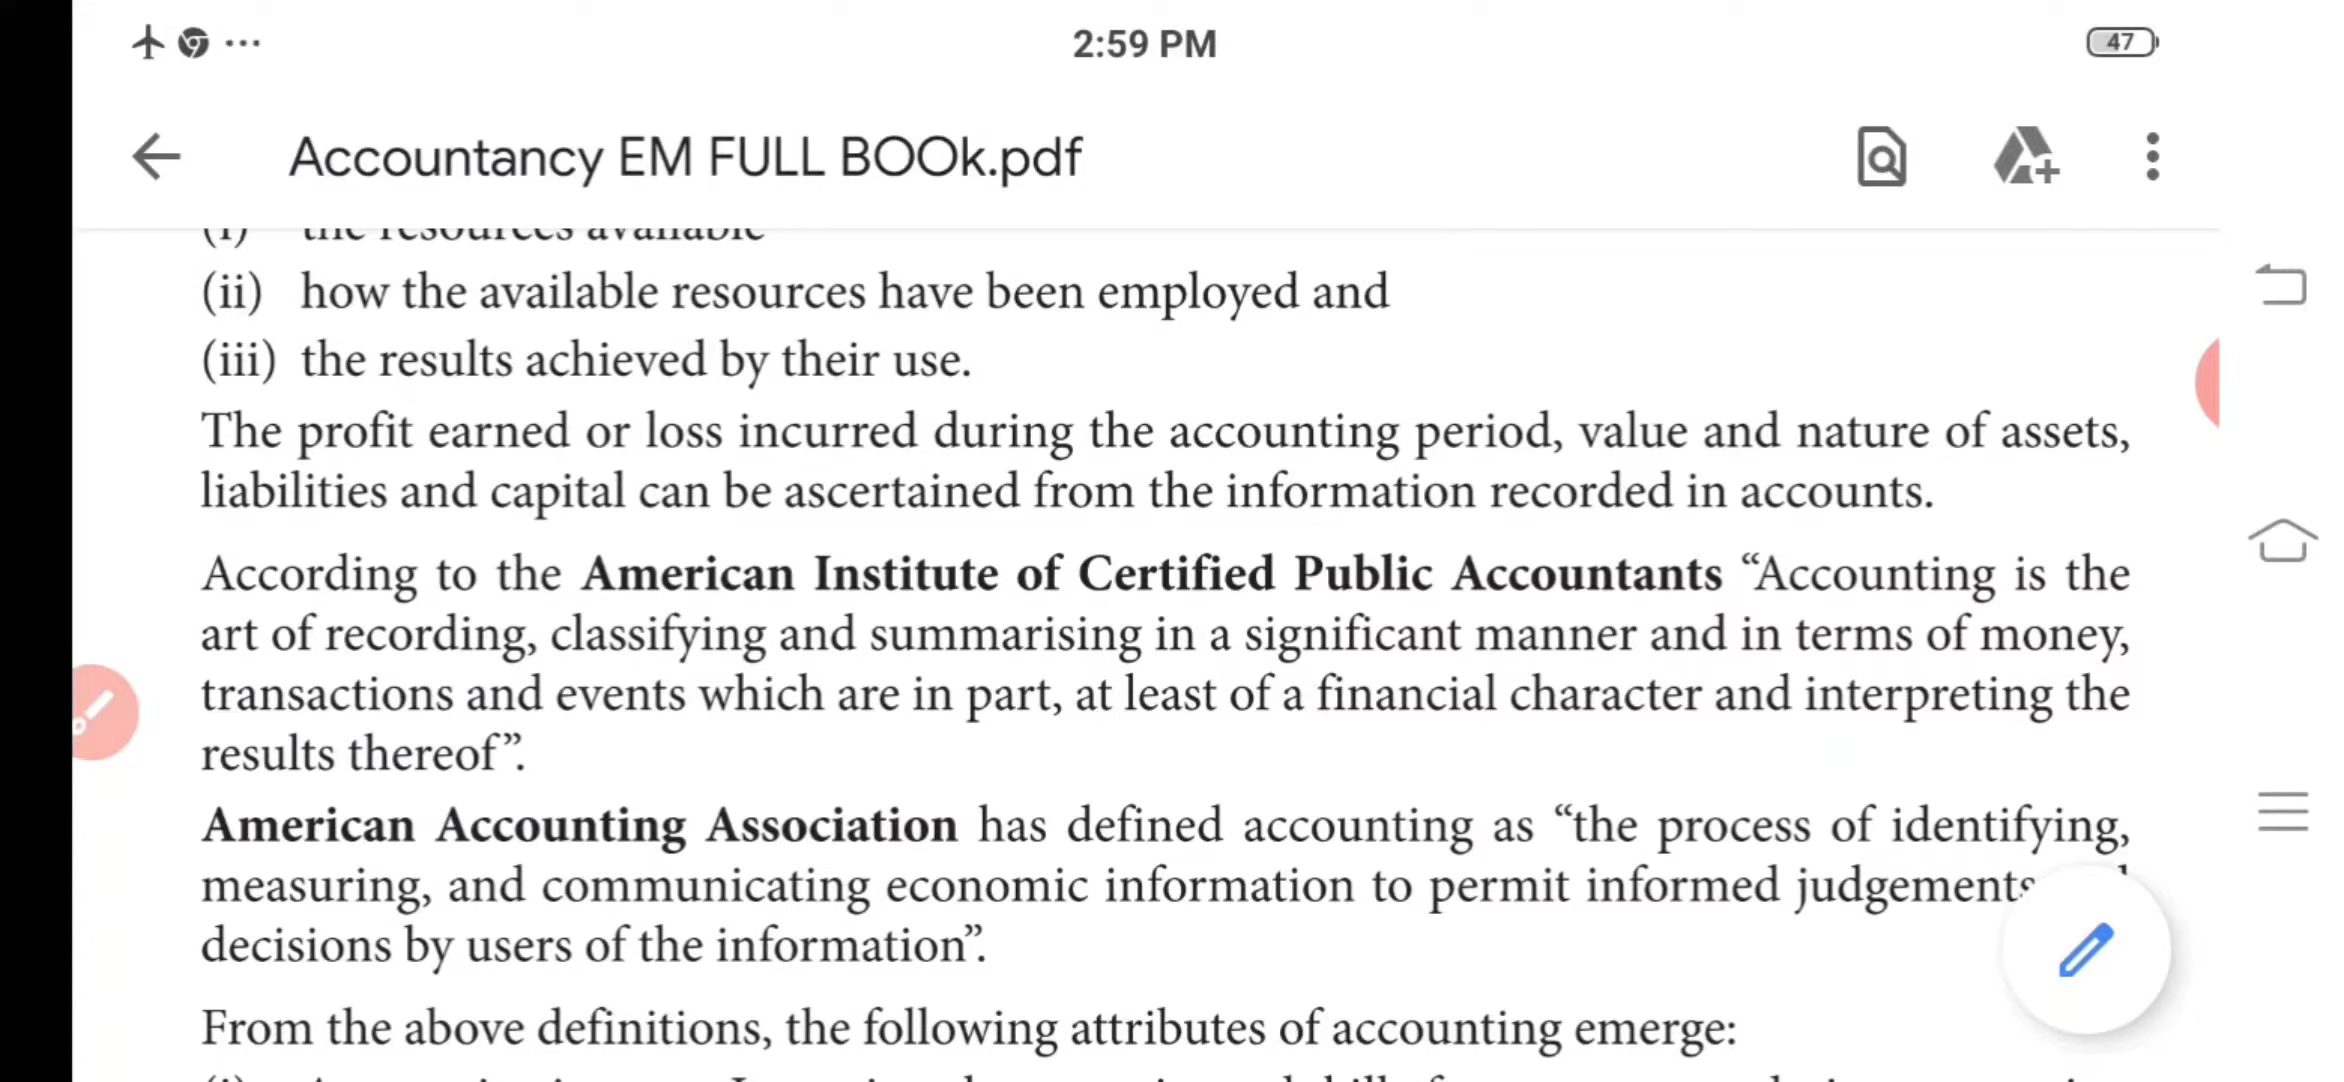 2:59 PM
47
Accountancy EM FULL BOOk.pdf
(i) the resources available
(ii) how the available resources have been employed and
(iii) the results achieved by their use.
The profit earned or loss incurred during the accounting period, value and nature of assets,
liabilities and capital can be ascertained from the information recorded in accounts.
According to the American Institute of Certified Public Accountants “Accounting is the
art of recording, classifying and summarising in a significant manner and in terms of money,
transactions and events which are in part, at least of a financial character and interpreting the
results thereof”.
American Accounting Association has defined accounting as “the process of identifying,
measuring, and communicating economic information to permit informed judgements
decisions by users of the information”.
From the above definitions, the following attributes of accounting emerge: